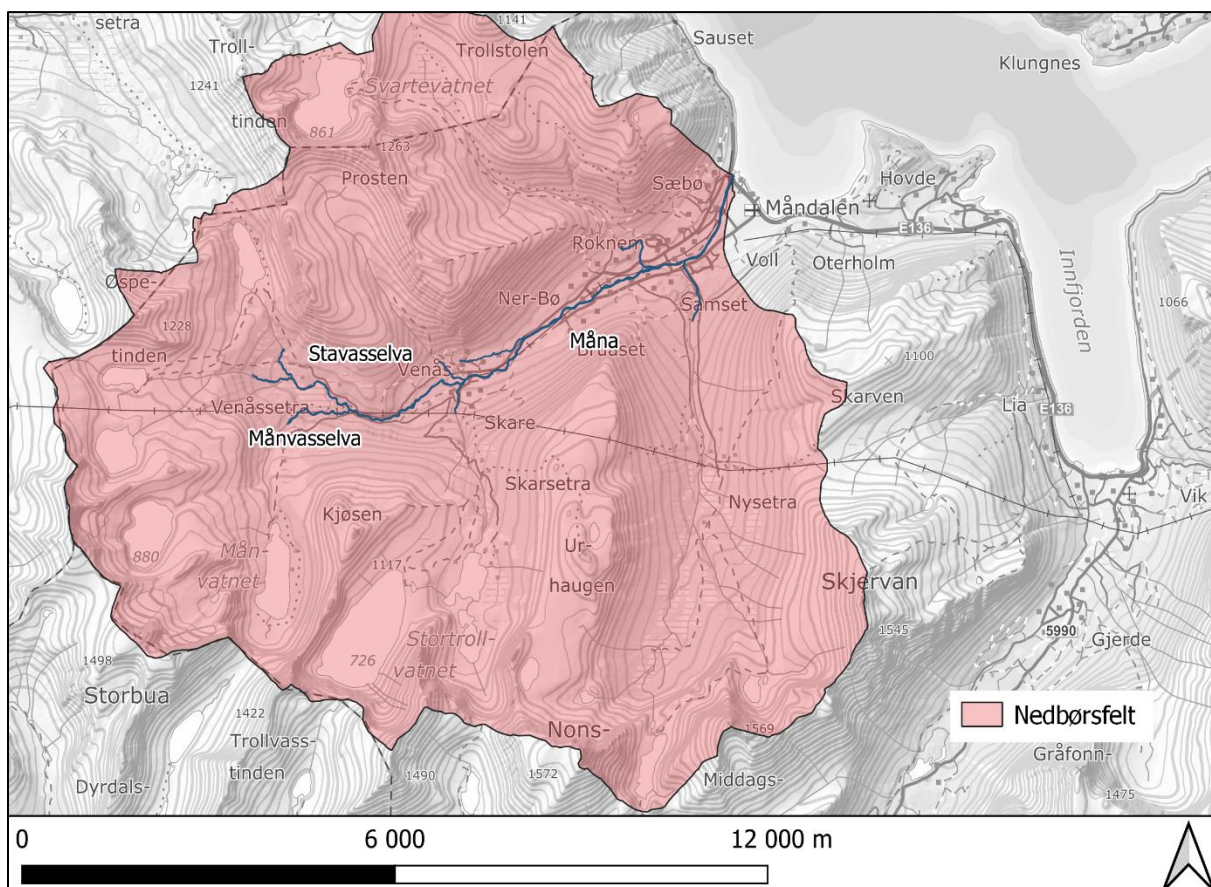 setra
1141
Sauset
Troll-
Trollstolen
Klungnes
1241
Svartevatnet
tinden
861
1263
Prosten
Sæbø
Hovde
Måndalen
E136
Roknem
Voll
Oterholm
Innfjorden
Øspe-
Ner-Bø
Samset
1066
1228
Måna
tinden
Stavasselva
Venås
1100
Skarven
Venåssetra
Lia
E136
Skare
Månvasselva
Skarsetra
Nysetra
Vik
Kjøsen
880
Mån-
vatnet
1117
Ur-
haugen
Skjervan
Stortroll-
vatnet
726
1545
5990
Gjerde
1498
Storbua
1422
Nons-
1569
Nedbørsfelt
Trollvass-
tinden
1490
1572
Middags-
Gråfonn-
Dyrdals-
1475
0
6 000
12 000 m